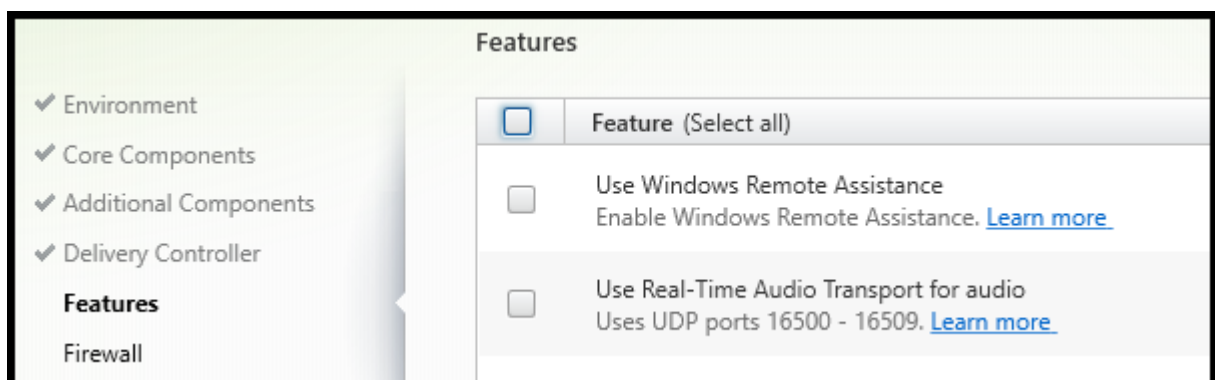 Features
✓ Environment
✓ Core Components
✓ Additional Components
✓ Delivery Controller
Features
Firewall
Feature (Select all)
Use Windows Remote Assistance
Enable Windows Remote Assistance. Learn more
Use Real-Time Audio Transport for audio
Uses UDP ports 16500 - 16509. Learn more